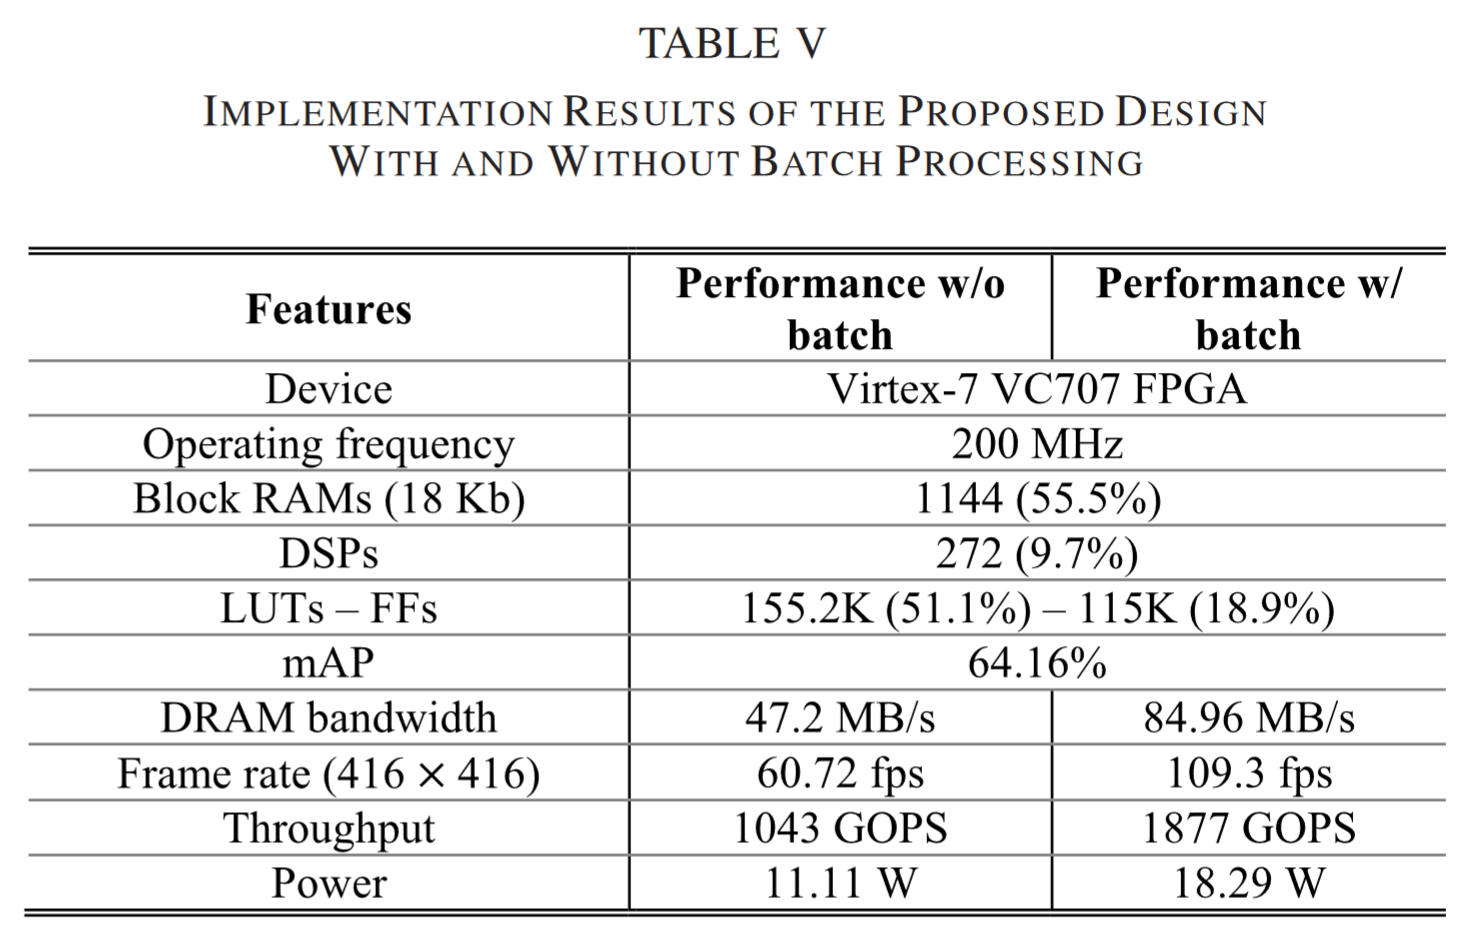 TABLE V
IMPLEMENTATION RESULTS OF THE PROPOSED DESIGN
WITH AND WITHOUT BATCH PROCESSING
Features Performance w/o batch Performance w/ batch
Device Virtex-7 VC707 FPGA
Operating frequency 200 MHz
Block RAMs (18 Kb) 1144 (55.5%)
DSPs 272 (9.7%)
LUTs – FFs 155.2K (51.1%) – 115K (18.9%)
mAP 64.16%
DRAM bandwidth 47.2 MB/s 84.96 MB/s
Frame rate (416 × 416) 60.72 fps 109.3 fps
Throughput 1043 GOPS 1877 GOPS
Power 11.11 W 18.29 W